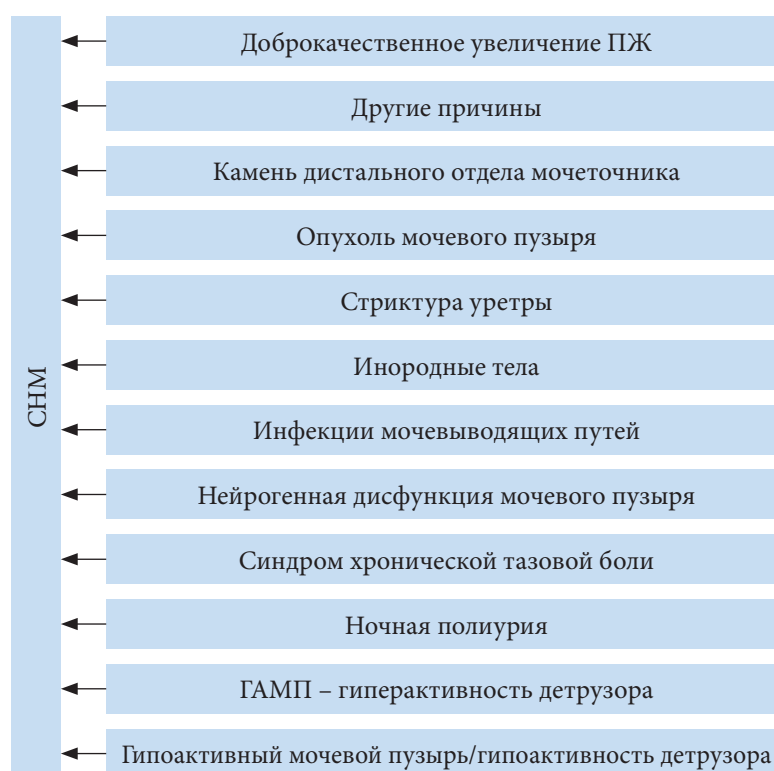 СНМ
Доброкачественное увеличение ПЖ
Другие причины
Камень дистального отдела мочеточника
Опухоль мочевого пузыря
Стриктура уретры
Инородные тела
Инфекции мочевыводящих путей
Нейрогенная дисфункция мочевого пузыря
Синдром хронической тазовой боли
Ночная полиурия
ГАМП – гиперактивность детрузора
Гипоактивный мочевой пузырь/гипоактивность детрузора